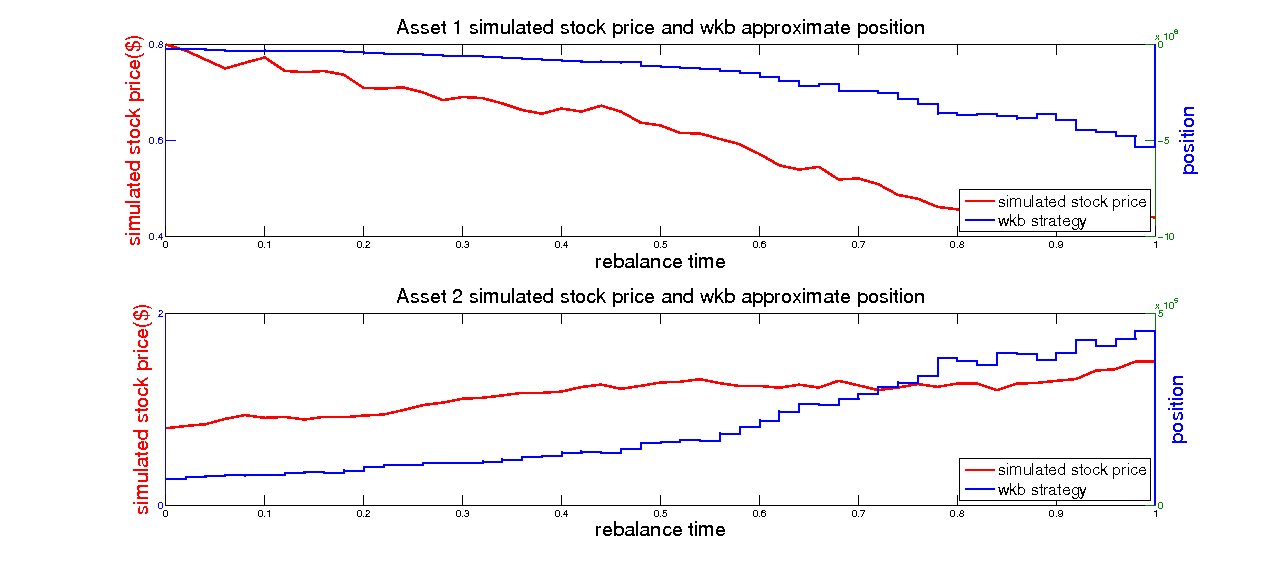 Asset 1 simulated stock price and wkb approximate position
x 10
simulated stock price($)
0.8
0.6
0.4
0
-5
-10
position
simulated stock price
wkb strategy
0 0.1 0.2 0.3 0.4 0.5 0.6 0.7 0.8 0.9 1
rebalance time
Asset 2 simulated stock price and wkb approximate position
x 10
simulated stock price($)
2
0
5
0
position
simulated stock price
wkb strategy
0 0.1 0.2 0.3 0.4 0.5 0.6 0.7 0.8 0.9 1
rebalance time